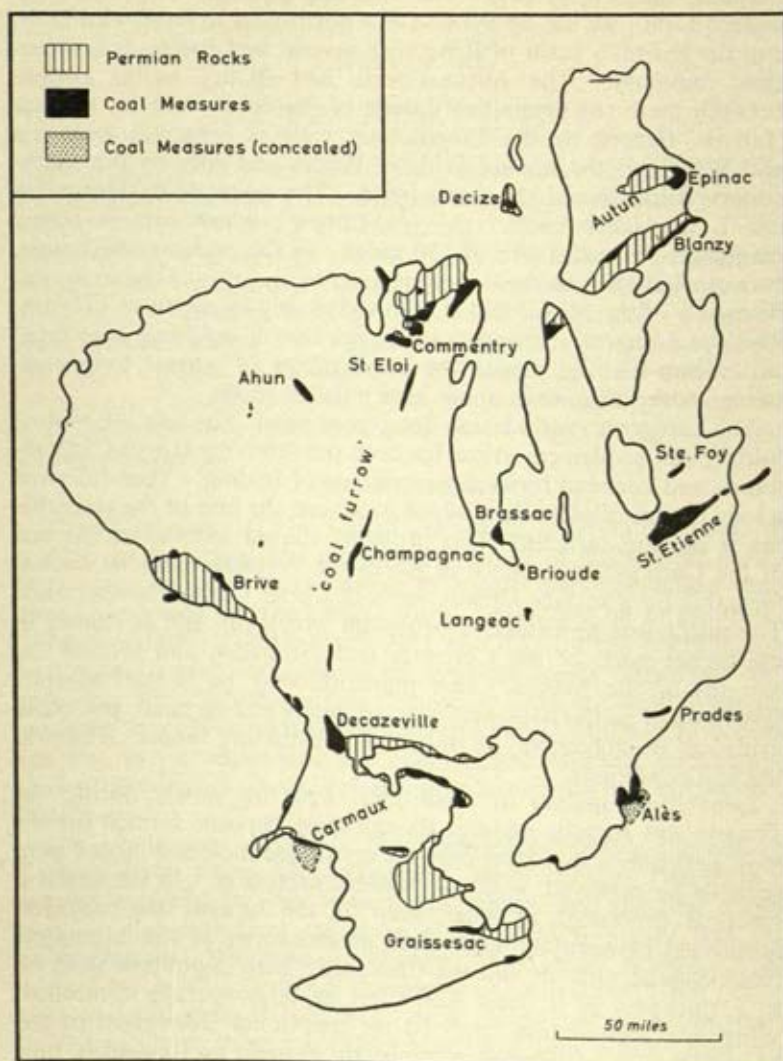 Permian Rocks
Coal Measures
Coal Measures (concealed)
Epinac
Decize
Autun
Blanzy
Commentry
St. Eloi
Ahun
'coal furrow'
Ste. Foy
St. Etienne
Brassac
Champagnac
Brioude
Brive
Langeac
Prades
Decazeville
Alès
Carmaux
Graissesac
50 miles